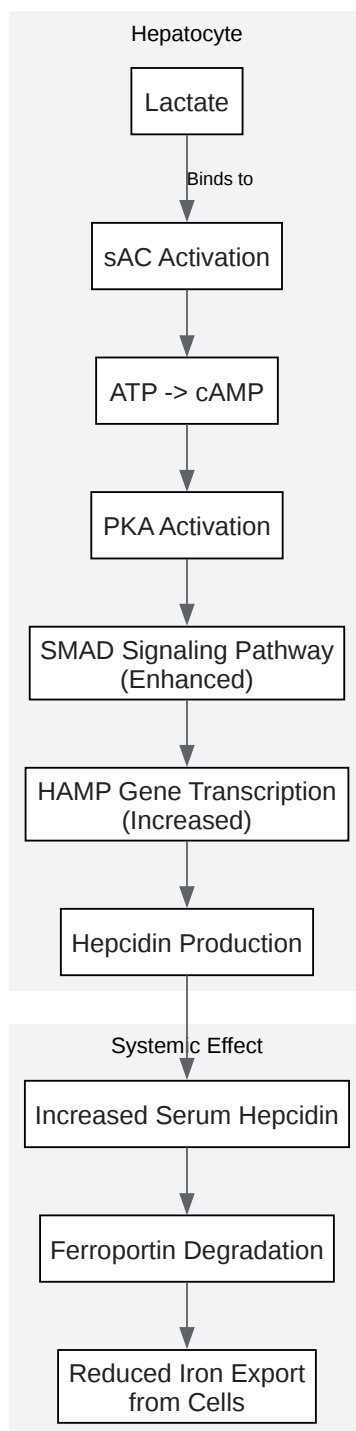 Hepatocyte
Lactate
Binds to
sAC Activation
ATP -> cAMP
PKA Activation
SMAD Signaling Pathway
(Enhanced)
HAMP Gene Transcription
(Increased)
Hepcidin Production
Systemic Effect
Increased Serum Hepcidin
Ferroportin Degradation
Reduced Iron Export
from Cells